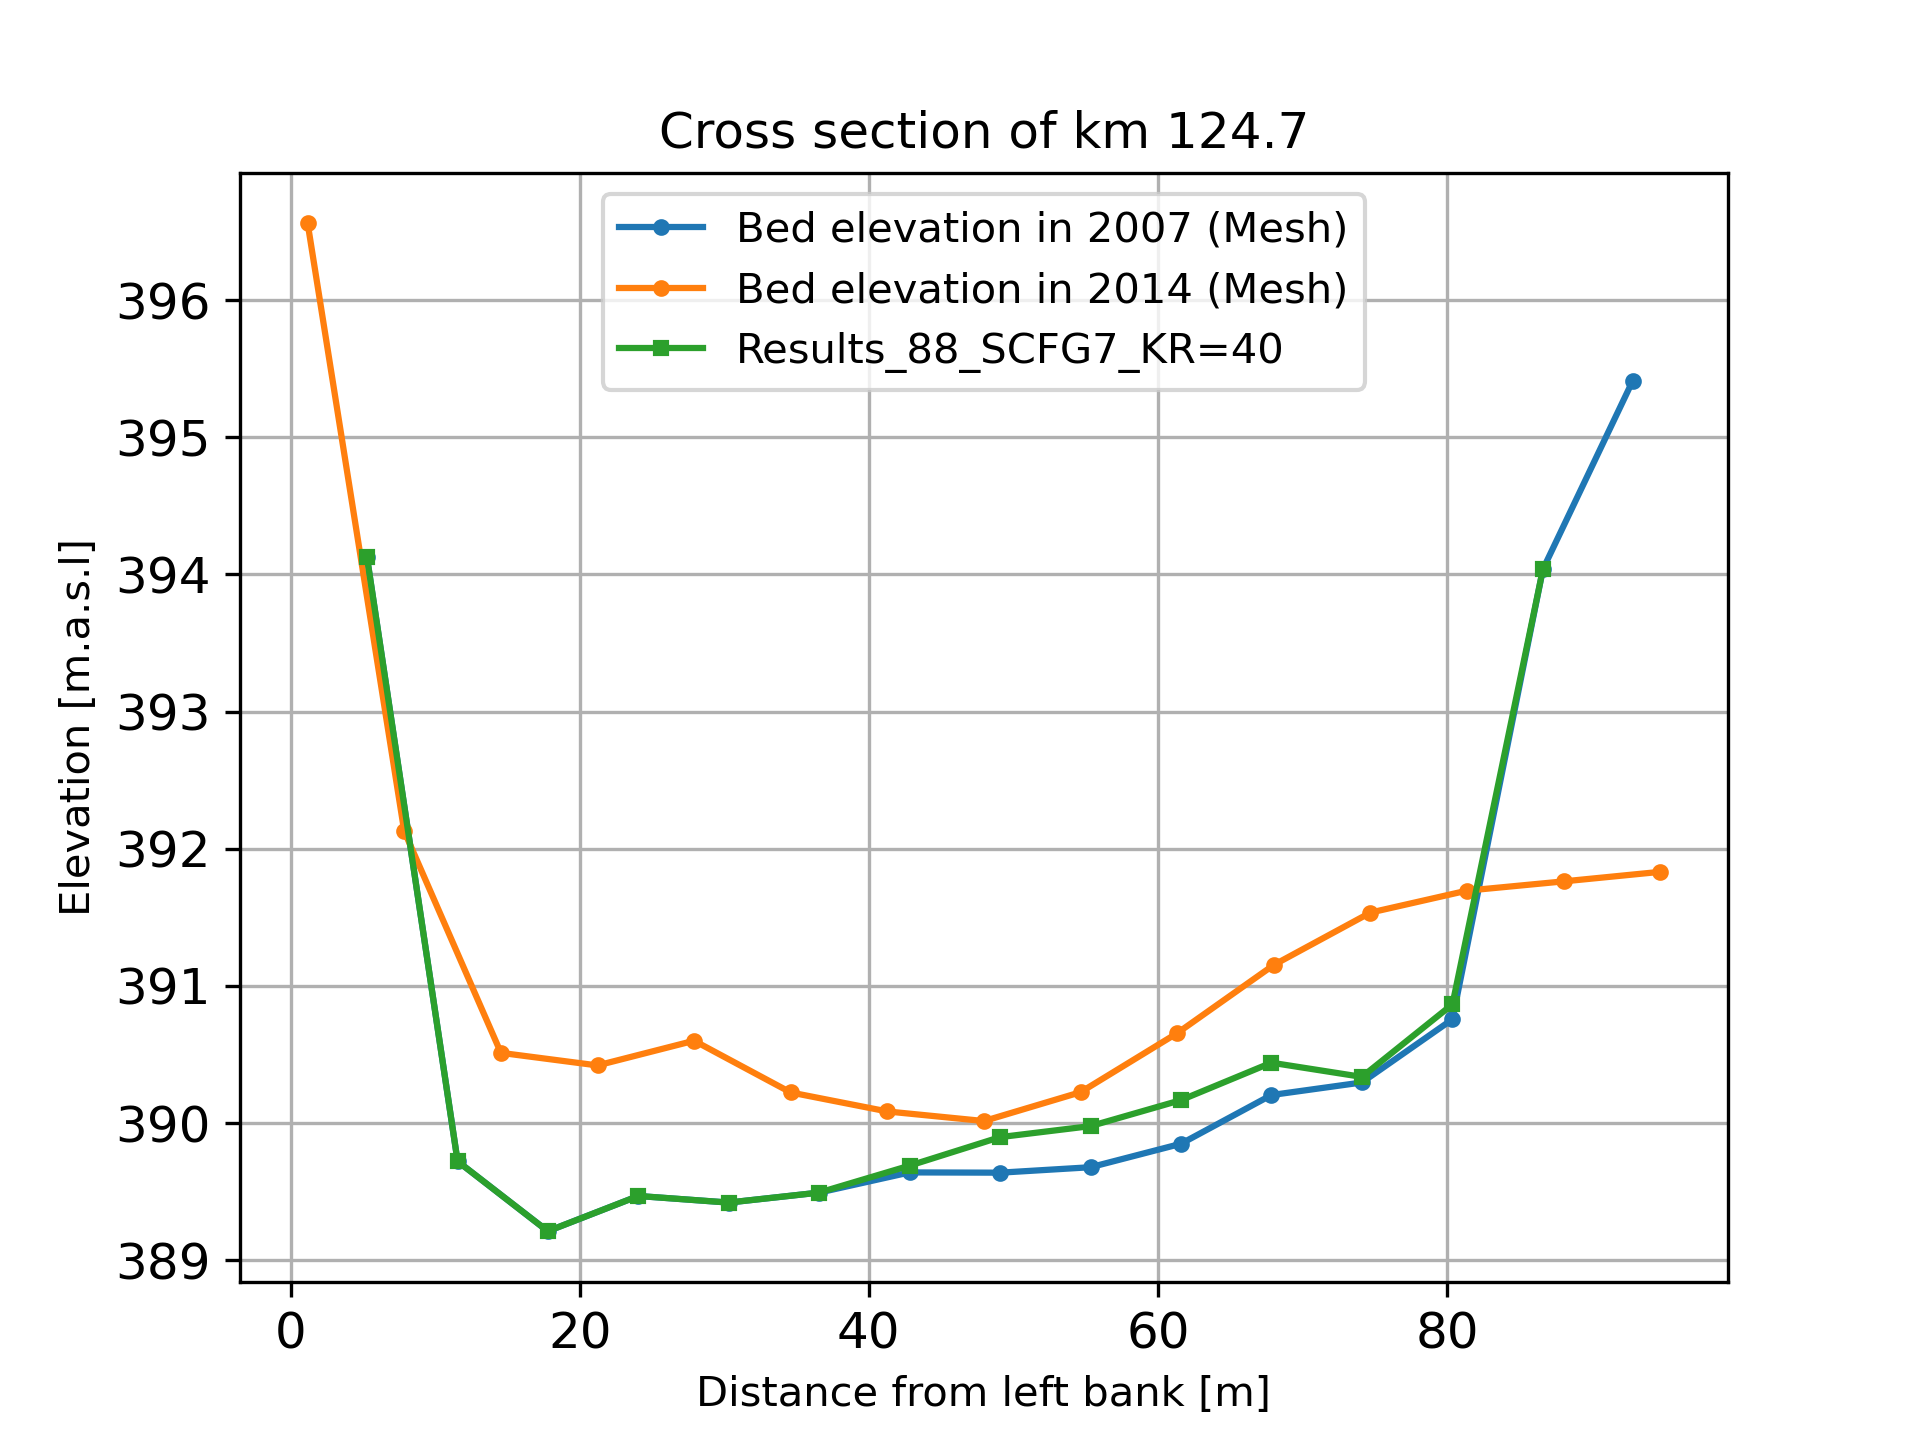 Cross section of km 124.7
Bed elevation in 2007 (Mesh)
Bed elevation in 2014 (Mesh)
Results_88_SCFG7_KR=40
396
395
394
393
392
391
390
389
Elevation [m.a.s.l]
0 20 40 60 80
Distance from left bank [m]